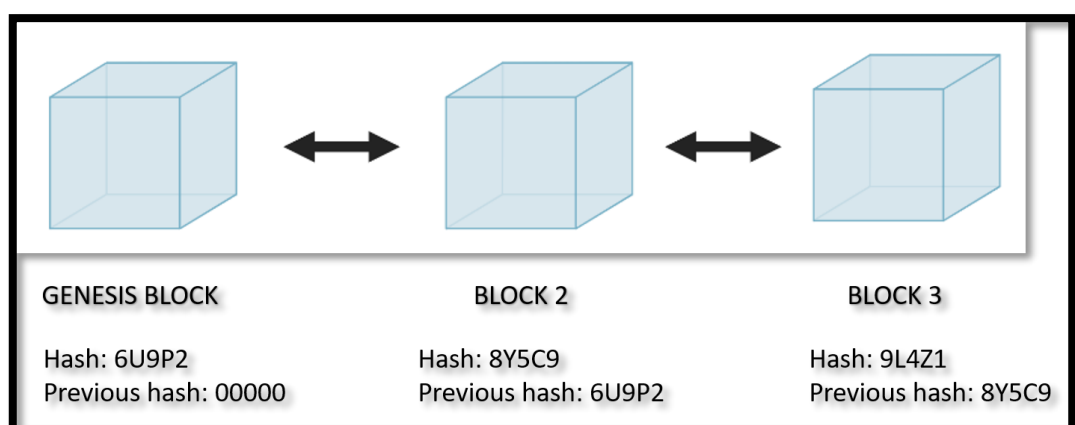 GENESIS BLOCK
Hash: 6U9P2
Previous hash: 00000
BLOCK 2
Hash: 8Y5C9
Previous hash: 6U9P2
BLOCK 3
Hash: 9L4Z1
Previous hash: 8Y5C9